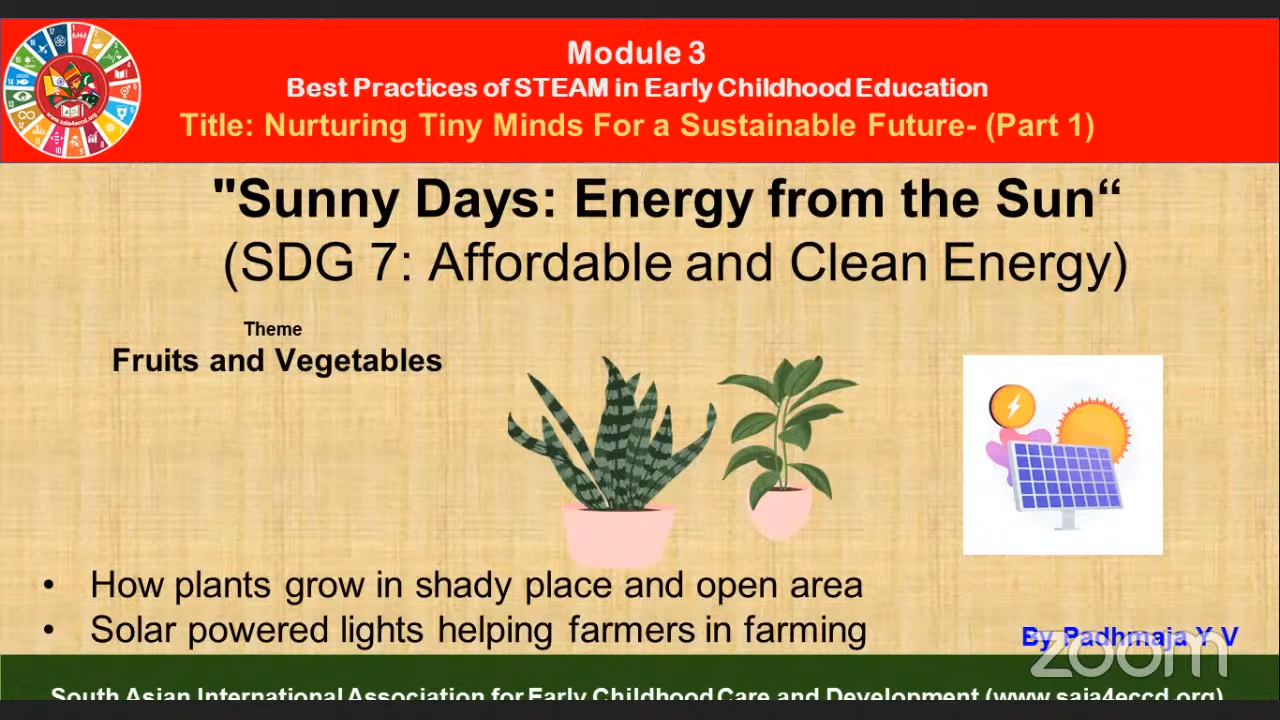 Module 3
Best Practices of STEAM in Early Childhood Education
Title: Nurturing Tiny Minds For a Sustainable Future- (Part 1)
"Sunny Days: Energy from the Sun“
(SDG 7: Affordable and Clean Energy)
Theme
Fruits and Vegetables
• How plants grow in shady place and open area
• Solar powered lights helping farmers in farming
By Padhmaja Y V
zoom
South Asian International Association for Early Childhood Care and Development (www.saia4eccd.org)